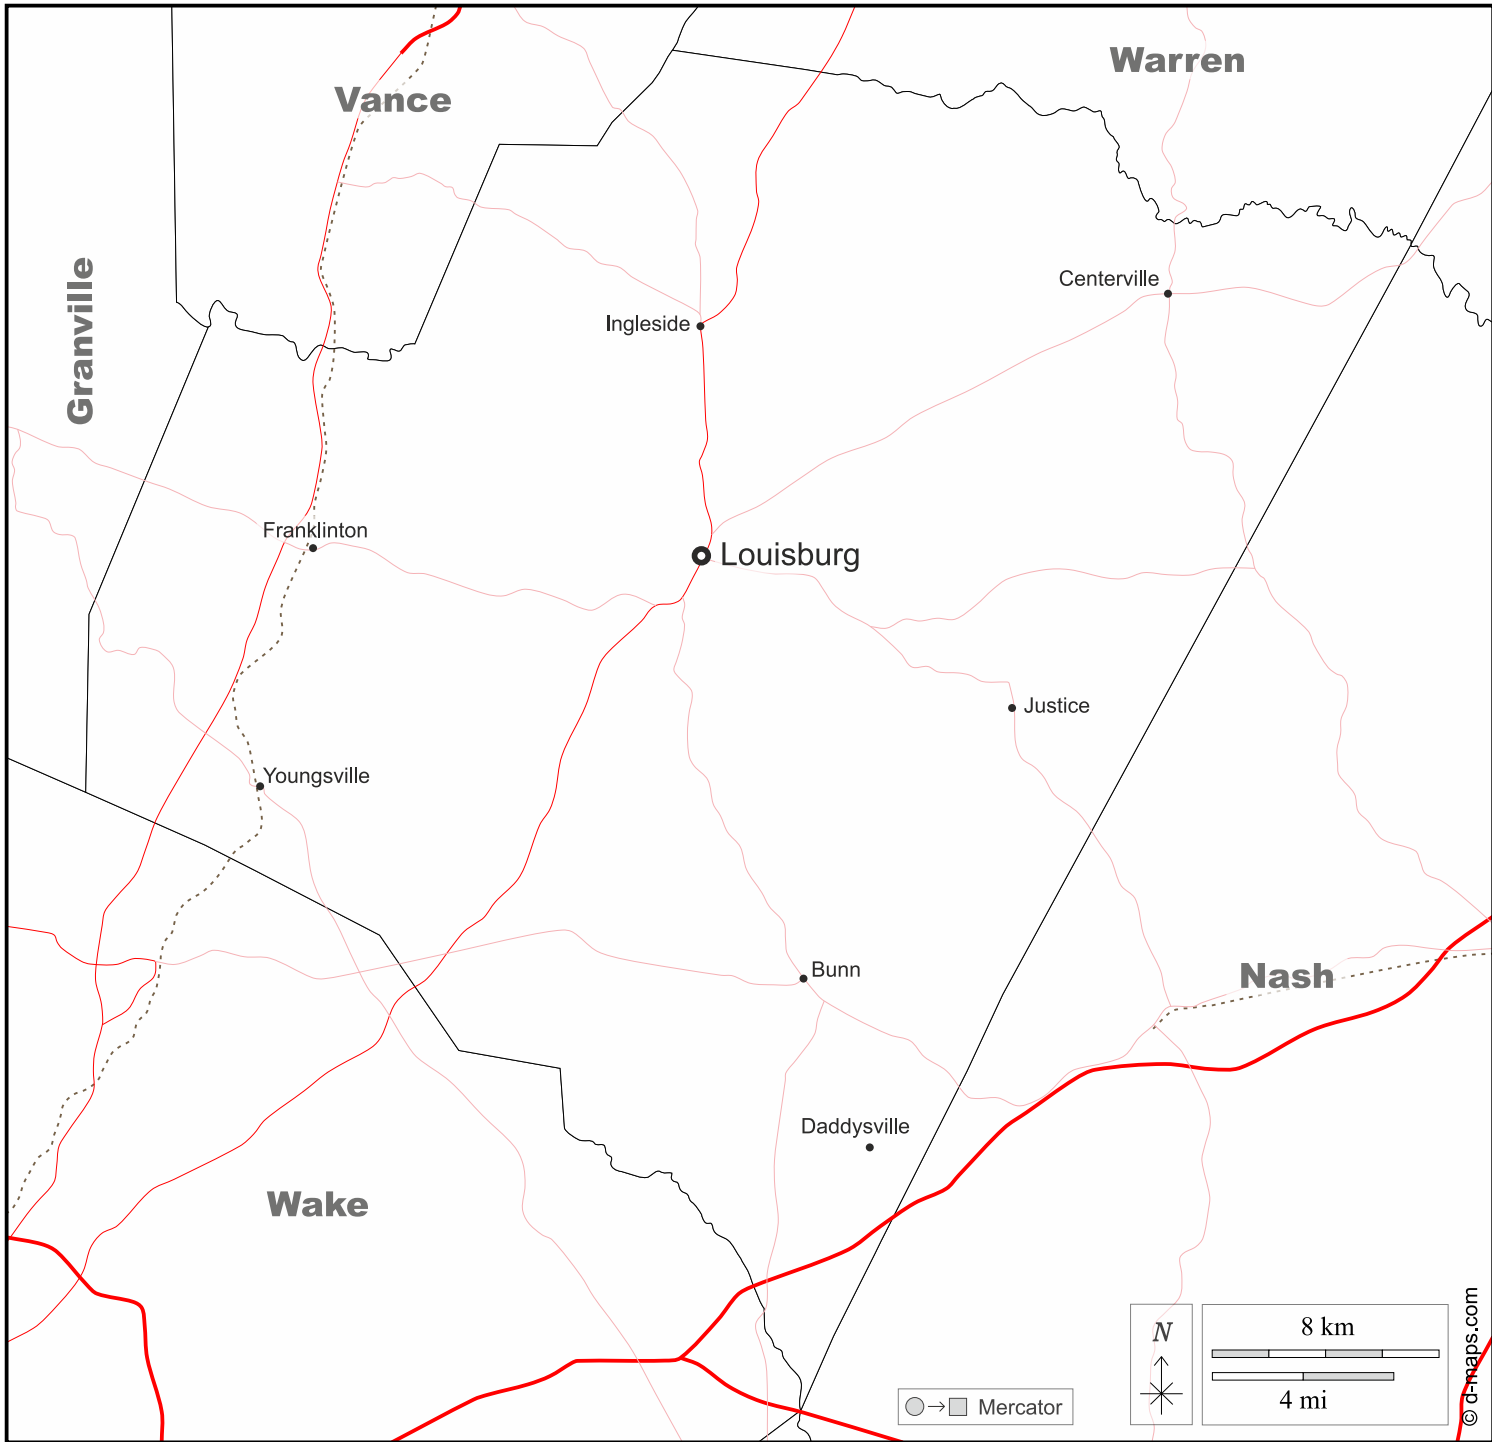 Warren
Vance
Granville
Centerville
Ingleside
Franklinton
Louisburg
Justice
Youngsville
Bunn
Nash
Daddysville
Wake
N
8 km
4 mi
Mercator
© d-maps.com